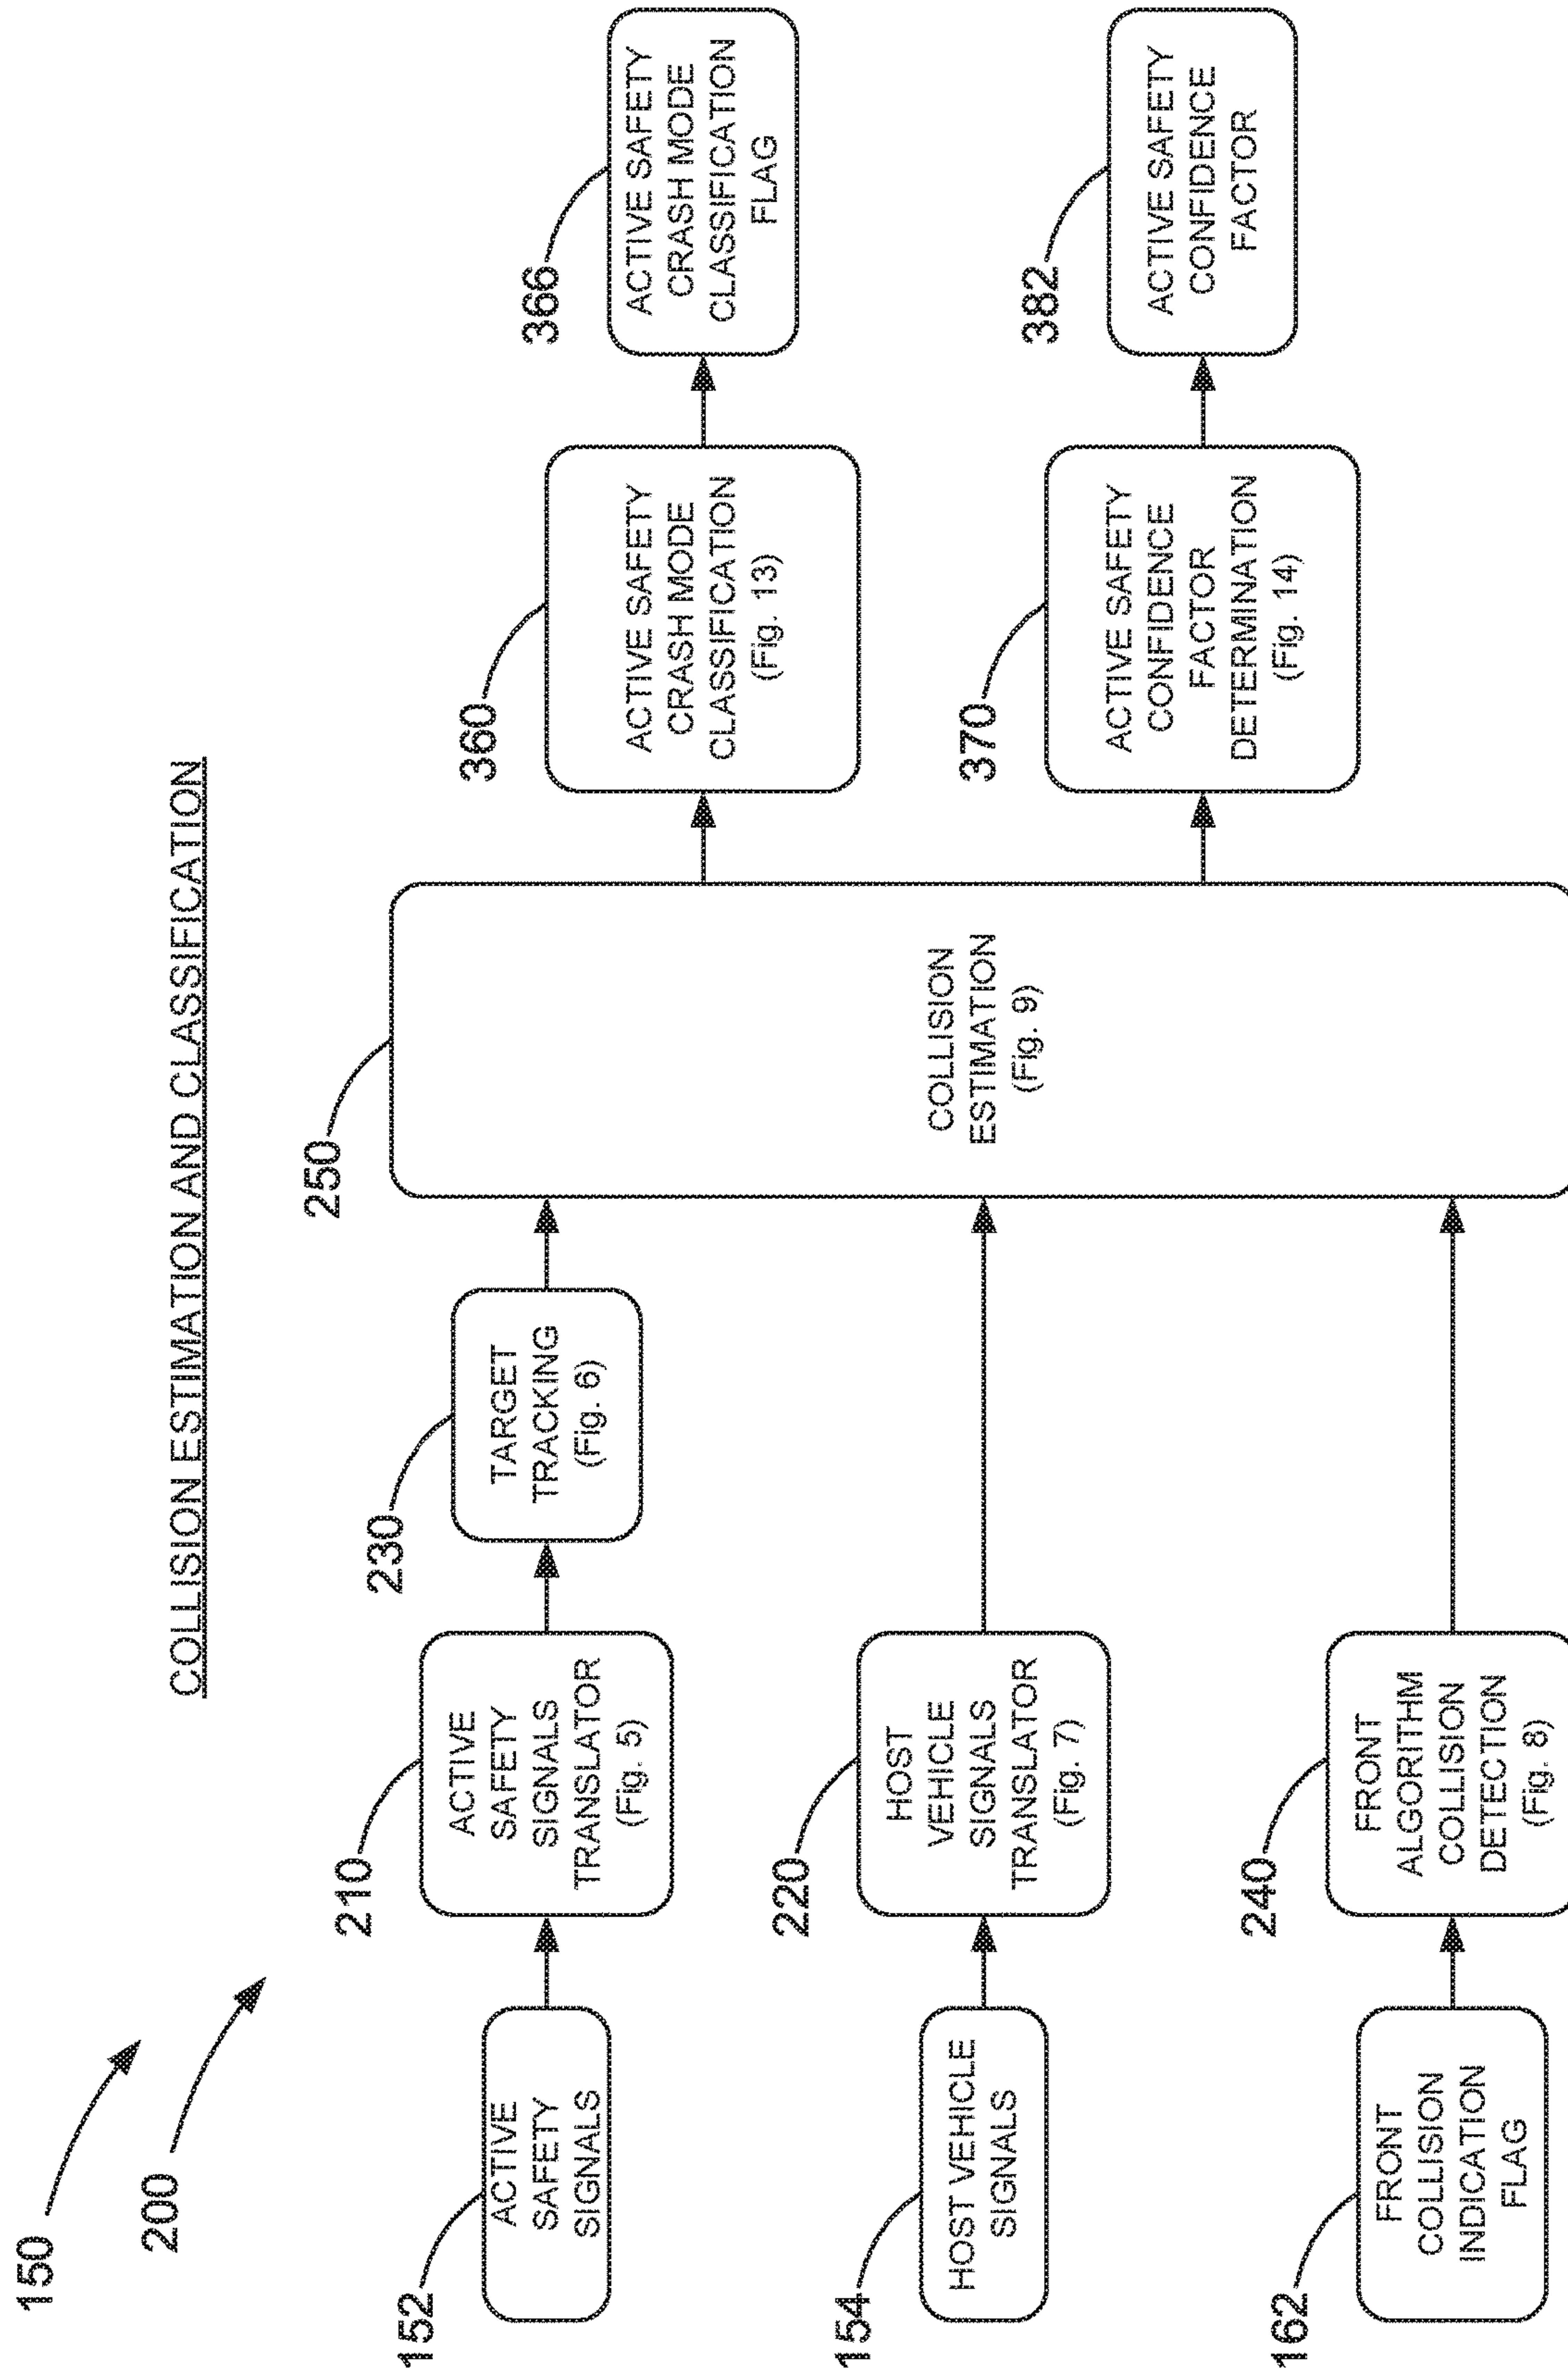 COLLISION ESTIMATION AND CLASSIFICATION
150
200
152
ACTIVE
SAFETY
SIGNALS
210
ACTIVE
SAFETY
SIGNALS
TRANSLATOR
(Fig. 5)
230
TARGET
TRACKING
(Fig. 6)
154
HOST VEHICLE
SIGNALS
220
HOST
VEHICLE
SIGNALS
TRANSLATOR
(Fig. 7)
162
FRONT
COLLISION
INDICATION
FLAG
240
FRONT
ALGORITHM
COLLISION
DETECTION
(Fig. 8)
250
COLLISION
ESTIMATION
(Fig. 9)
360
ACTIVE SAFETY
CRASH MODE
CLASSIFICATION
(Fig. 13)
366
ACTIVE SAFETY
CRASH MODE
CLASSIFICATION
FLAG
370
ACTIVE SAFETY
CONFIDENCE
FACTOR
DETERMINATION
(Fig. 14)
382
ACTIVE SAFETY
CONFIDENCE
FACTOR